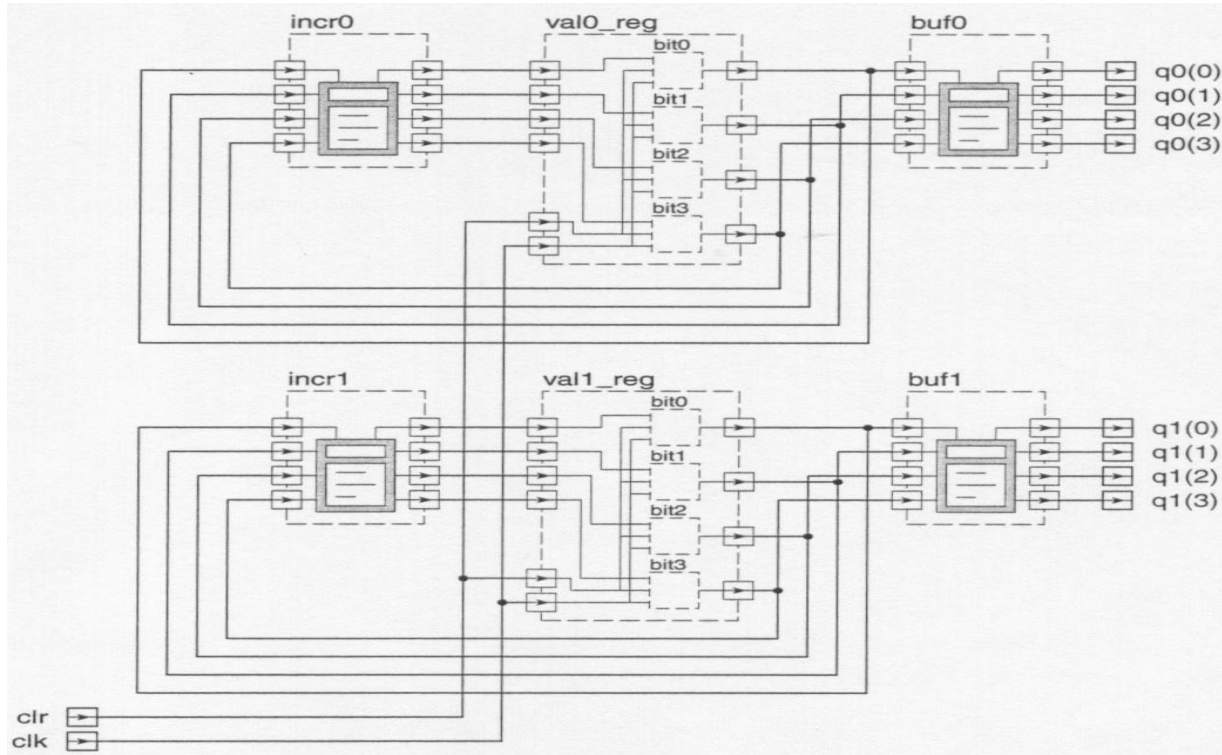 incr0 val0_reg buf0
bit0
q0(0)
bit1
q0(1)
q0(2)
q0(3)
bit2
bit3
incr1 val1_reg buf1
bit0
q1(0)
bit1
q1(1)
q1(2)
q1(3)
bit2
bit3
clr
clk